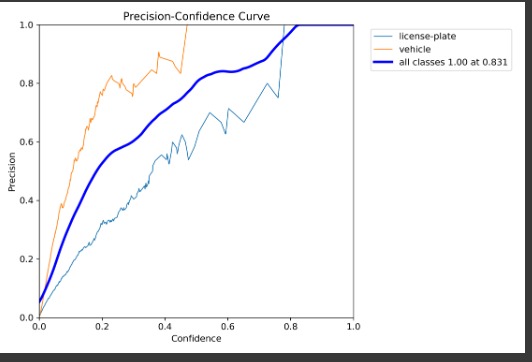 Precision-Confidence Curve
license-plate
vehicle
all classes 1.00 at 0.831
Precision
1.0
0.8
0.6
0.4
0.2
0.0
0.0 0.2 0.4 0.6 0.8 1.0
Confidence